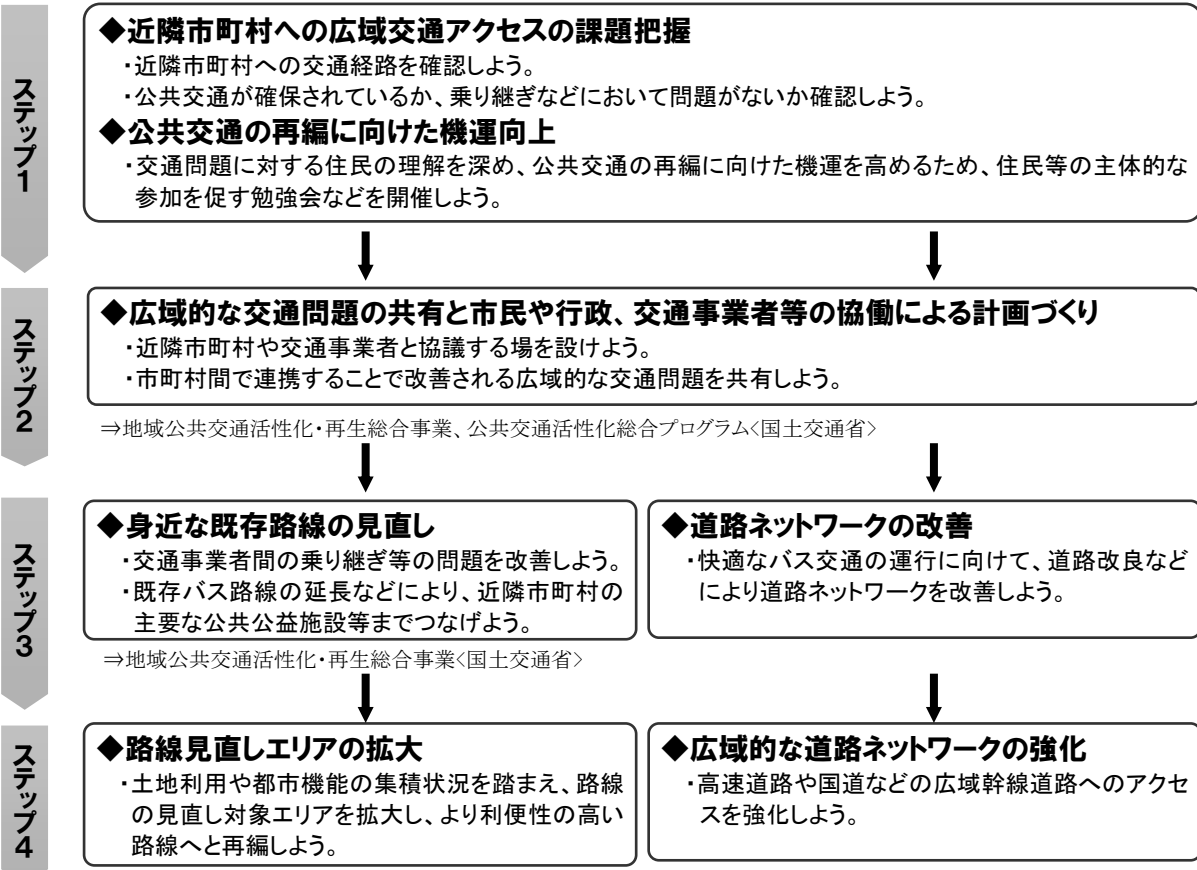 ステップ1
◆近隣市町村への広域交通アクセスの課題把握
・近隣市町村への交通経路を確認しよう。
・公共交通が確保されているか、乗り継ぎなどにおいて問題がないか確認しよう。
◆公共交通の再編に向けた機運向上
・交通問題に対する住民の理解を深め、公共交通の再編に向けた機運を高めるため、住民等の主体的な
参加を促す勉強会などを開催しよう。
ステップ2
◆広域的な交通問題の共有と市民や行政、交通事業者等の協働による計画づくり
・近隣市町村や交通事業者と協議する場を設けよう。
・市町村間で連携することで改善される広域的な交通問題を共有しよう。
⇒地域公共交通活性化・再生総合事業、公共交通活性化総合プログラム<国土交通省>
ステップ3
◆身近な既存路線の見直し
・交通事業者間の乗り継ぎ等の問題を改善しよう。
・既存バス路線の延長などにより、近隣市町村の
主要な公共公益施設等までつなげよう。
⇒地域公共交通活性化・再生総合事業<国土交通省>
◆道路ネットワークの改善
・快適なバス交通の運行に向けて、道路改良など
により道路ネットワークを改善しよう。
ステップ4
◆路線見直しエリアの拡大
・土地利用や都市機能の集積状況を踏まえ、路線
の見直し対象エリアを拡大し、より利便性の高い
路線へと再編しよう。
◆広域的な道路ネットワークの強化
・高速道路や国道などの広域幹線道路へのアクセ
スを強化しよう。